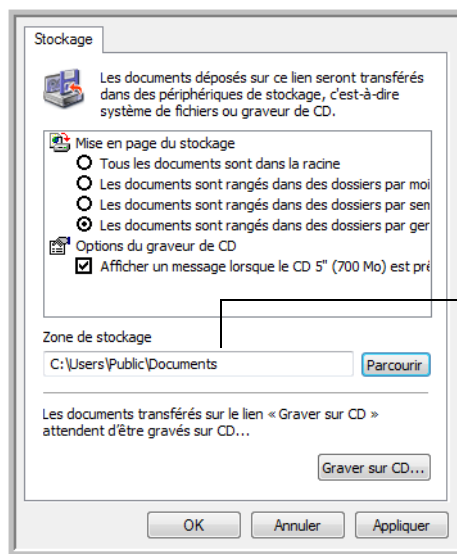 Stockage
Les documents déposés sur ce lien seront transférés
dans des périphériques de stockage, c'est-à-dire
système de fichiers ou graveur de CD.
Mise en page du stockage
Tous les documents sont dans la racine
Les documents sont rangés dans des dossiers par moi
Les documents sont rangés dans des dossiers par sem
Les documents sont rangés dans des dossiers par ger
Options du graveur de CD
Afficher un message lorsque le CD 5" (700 Mo) est pré
Zone de stockage
C:\Users\Public\Documents
Parcourir
Les documents transférés sur le lien « Graver sur CD »
attendent d'être gravés sur CD...
Graver sur CD...
OK
Annuler
Appliquer